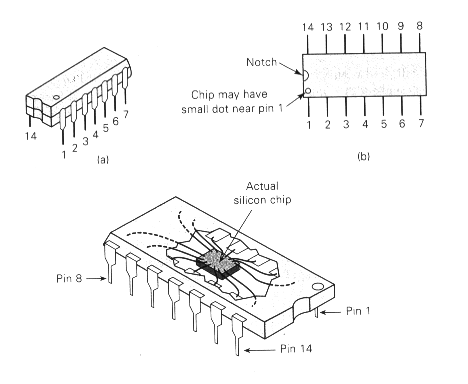 14
1
2
3
4
5
6
7
(a)
14 13 12 11 10 9 8
Notch
Chip may have
small dot near pin 1
1 2 3 4 5 6 7
(b)
Actual
silicon chip
Pin 8
Pin 1
Pin 14